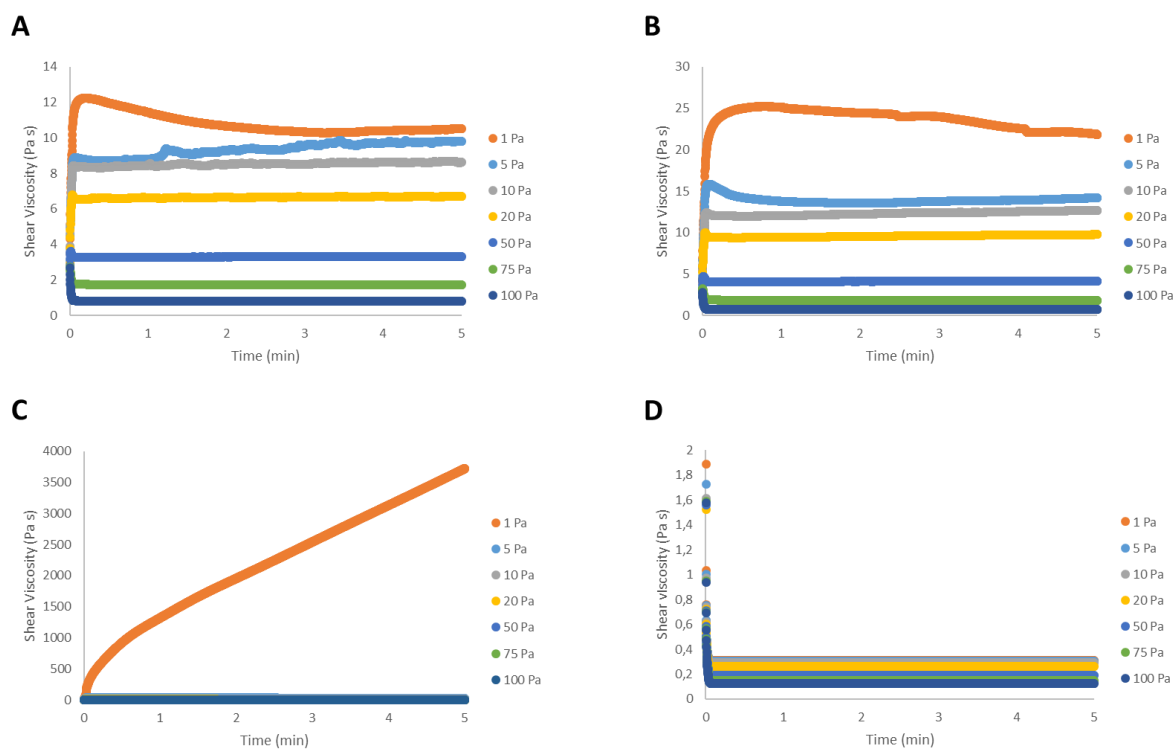 A
Shear Viscosity (Pa s)
14
12
10
8
6
4
2
0
0 1 2 3 4 5
Time (min)
1 Pa
5 Pa
10 Pa
20 Pa
50 Pa
75 Pa
100 Pa
B
Shear Viscosity (Pa s)
30
25
20
15
10
5
0
0 1 2 3 4 5
Time (min)
1 Pa
5 Pa
10 Pa
20 Pa
50 Pa
75 Pa
100 Pa
C
Shear Viscosity (Pa s)
4000
3500
3000
2500
2000
1500
1000
500
0
0 1 2 3 4 5
Time (min)
1 Pa
5 Pa
10 Pa
20 Pa
50 Pa
75 Pa
100 Pa
D
Shear viscosity (Pa s)
2
1,8
1,6
1,4
1,2
1
0,8
0,6
0,4
0,2
0
0 1 2 3 4 5
Time (min)
1 Pa
5 Pa
10 Pa
20 Pa
50 Pa
75 Pa
100 Pa